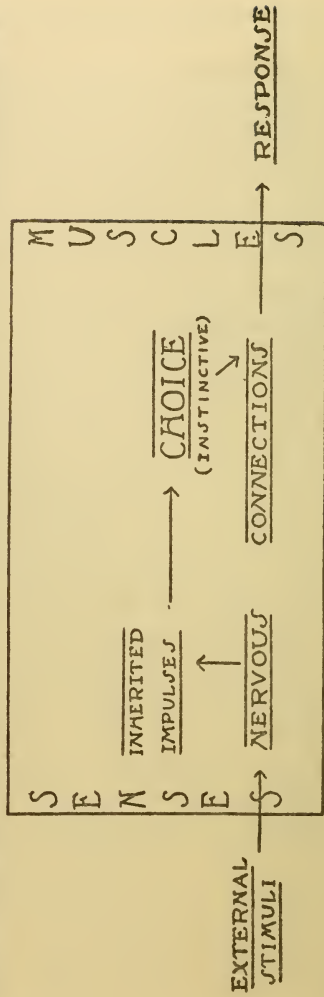 EXTERNAL
STIMULI
SENSES
INHERITED
IMPULSES
NERVOUS
CHOICE
(INSTINCTIVE)
CONNECTIONS
MUSCLES
RESPONSE